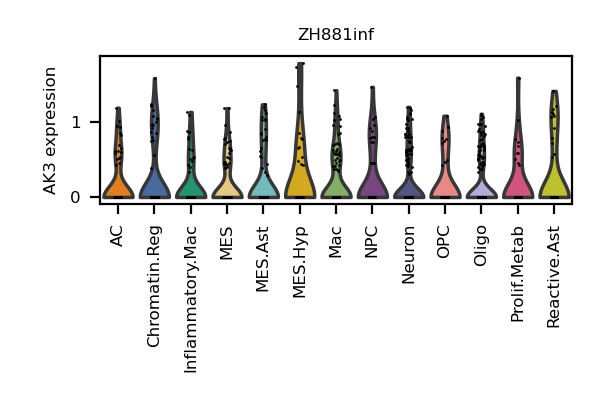 ZH881inf
AK3 expression
1
0
AC
Chromatin.Reg
Inflammatory.Mac
MES
MES.Ast
MES.Hyp
Mac
NPC
Neuron
OPC
Oligo
Prolif.Metab
Reactive.Ast